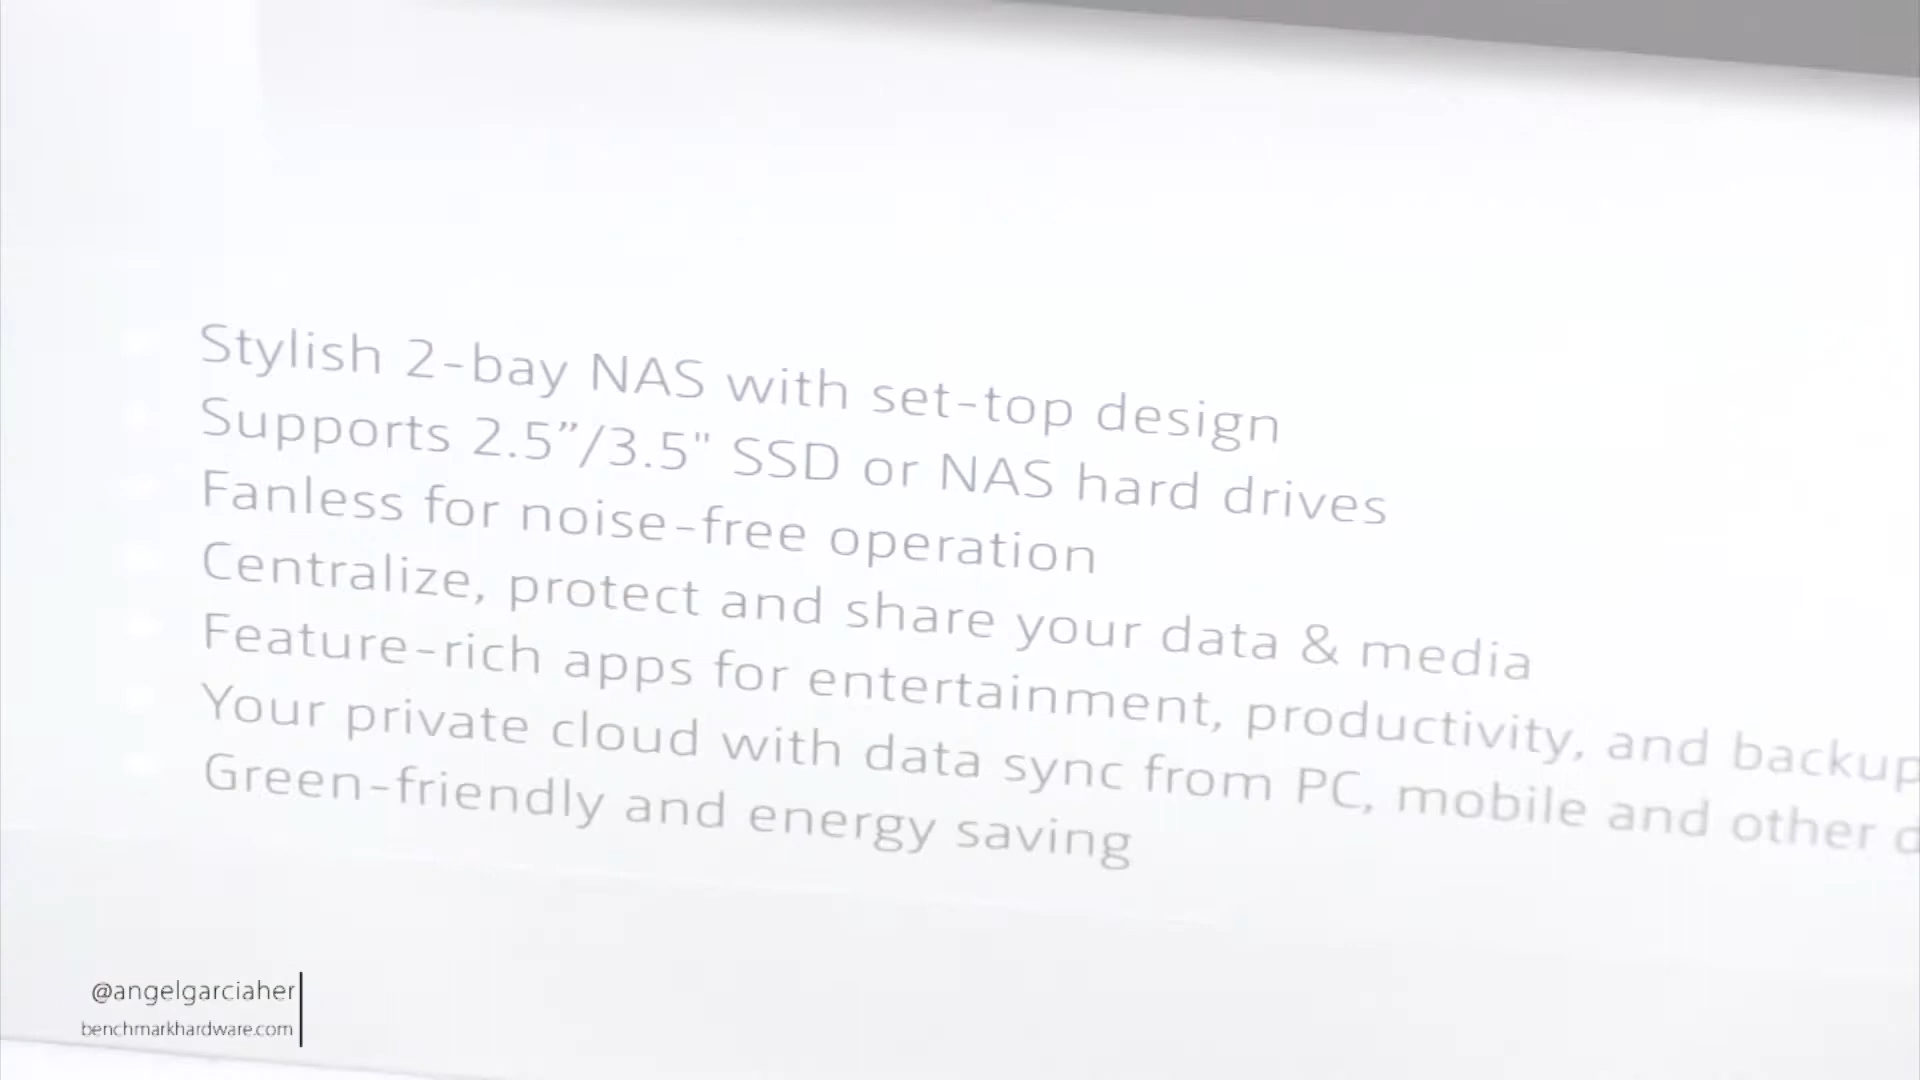 Stylish 2-bay NAS with set-top design
Supports 2.5”/3.5" SSD or NAS hard drives
Fanless for noise-free operation
Centralize, protect and share your data & media
Feature-rich apps for entertainment, productivity, and backup
Your private cloud with data sync from PC, mobile and other
Green-friendly and energy saving
@angelgarciaher
benchmarkhardware.com